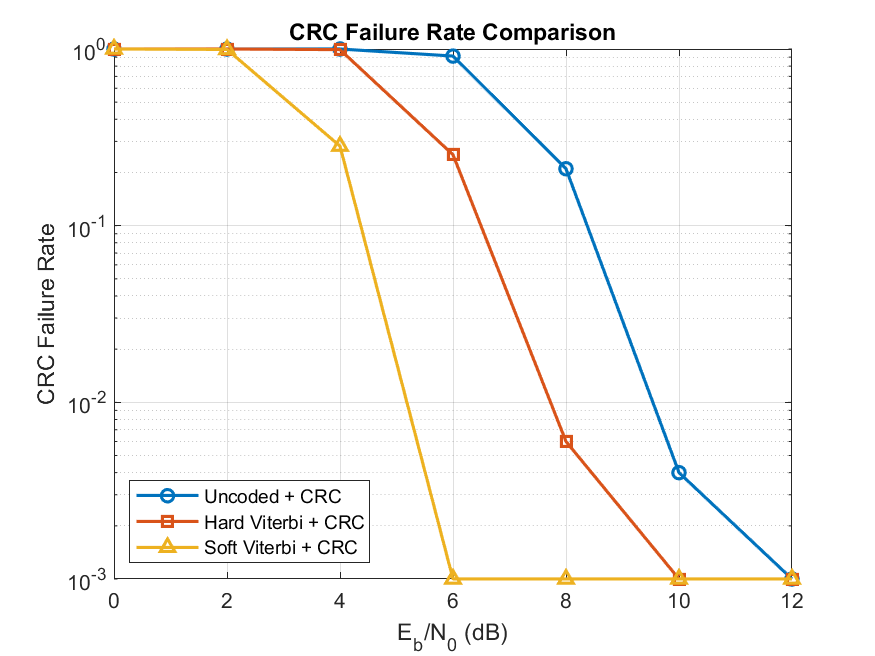 CRC Failure Rate Comparison
10^0
10^-1
10^-2
10^-3
CRC Failure Rate
Uncoded + CRC
Hard Viterbi + CRC
Soft Viterbi + CRC
0 2 4 6 8 10 12
E_b/N_0 (dB)